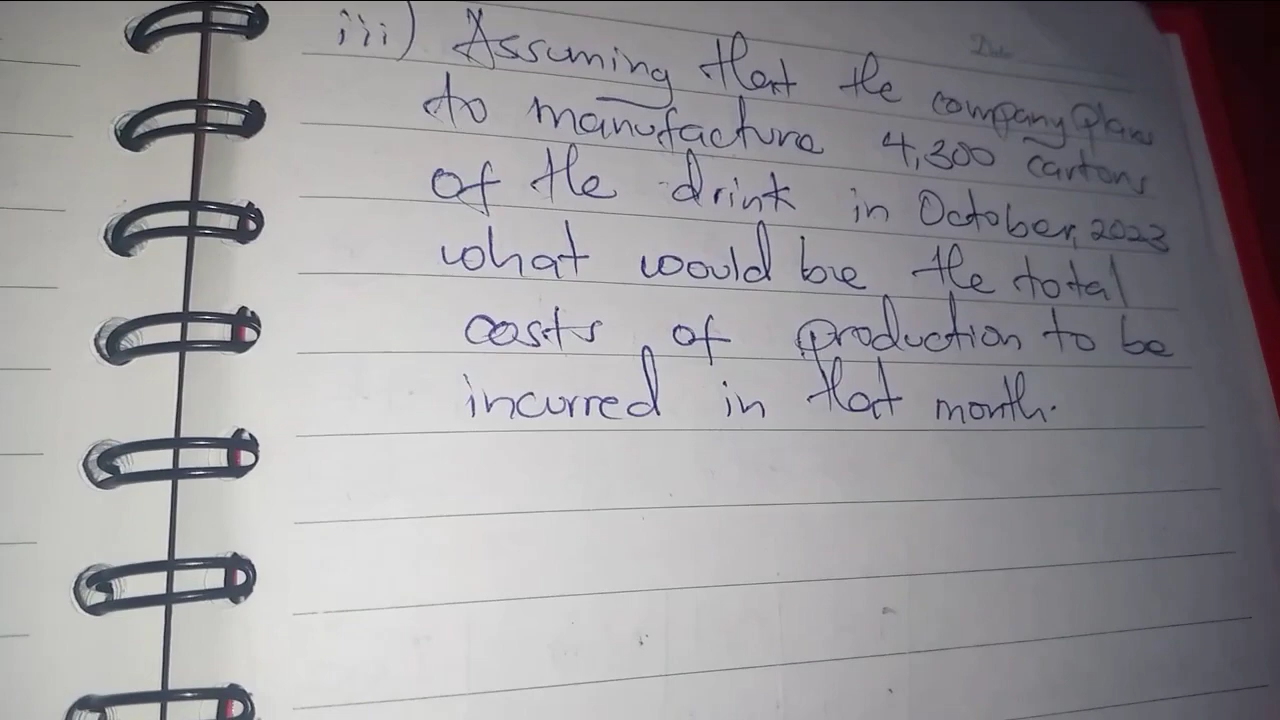 Date
iii) Assuming that the company plans
to manufacture 4,300 cartons
of the drink in October, 2023
what would be the total
costs of production to be
incurred in that month.